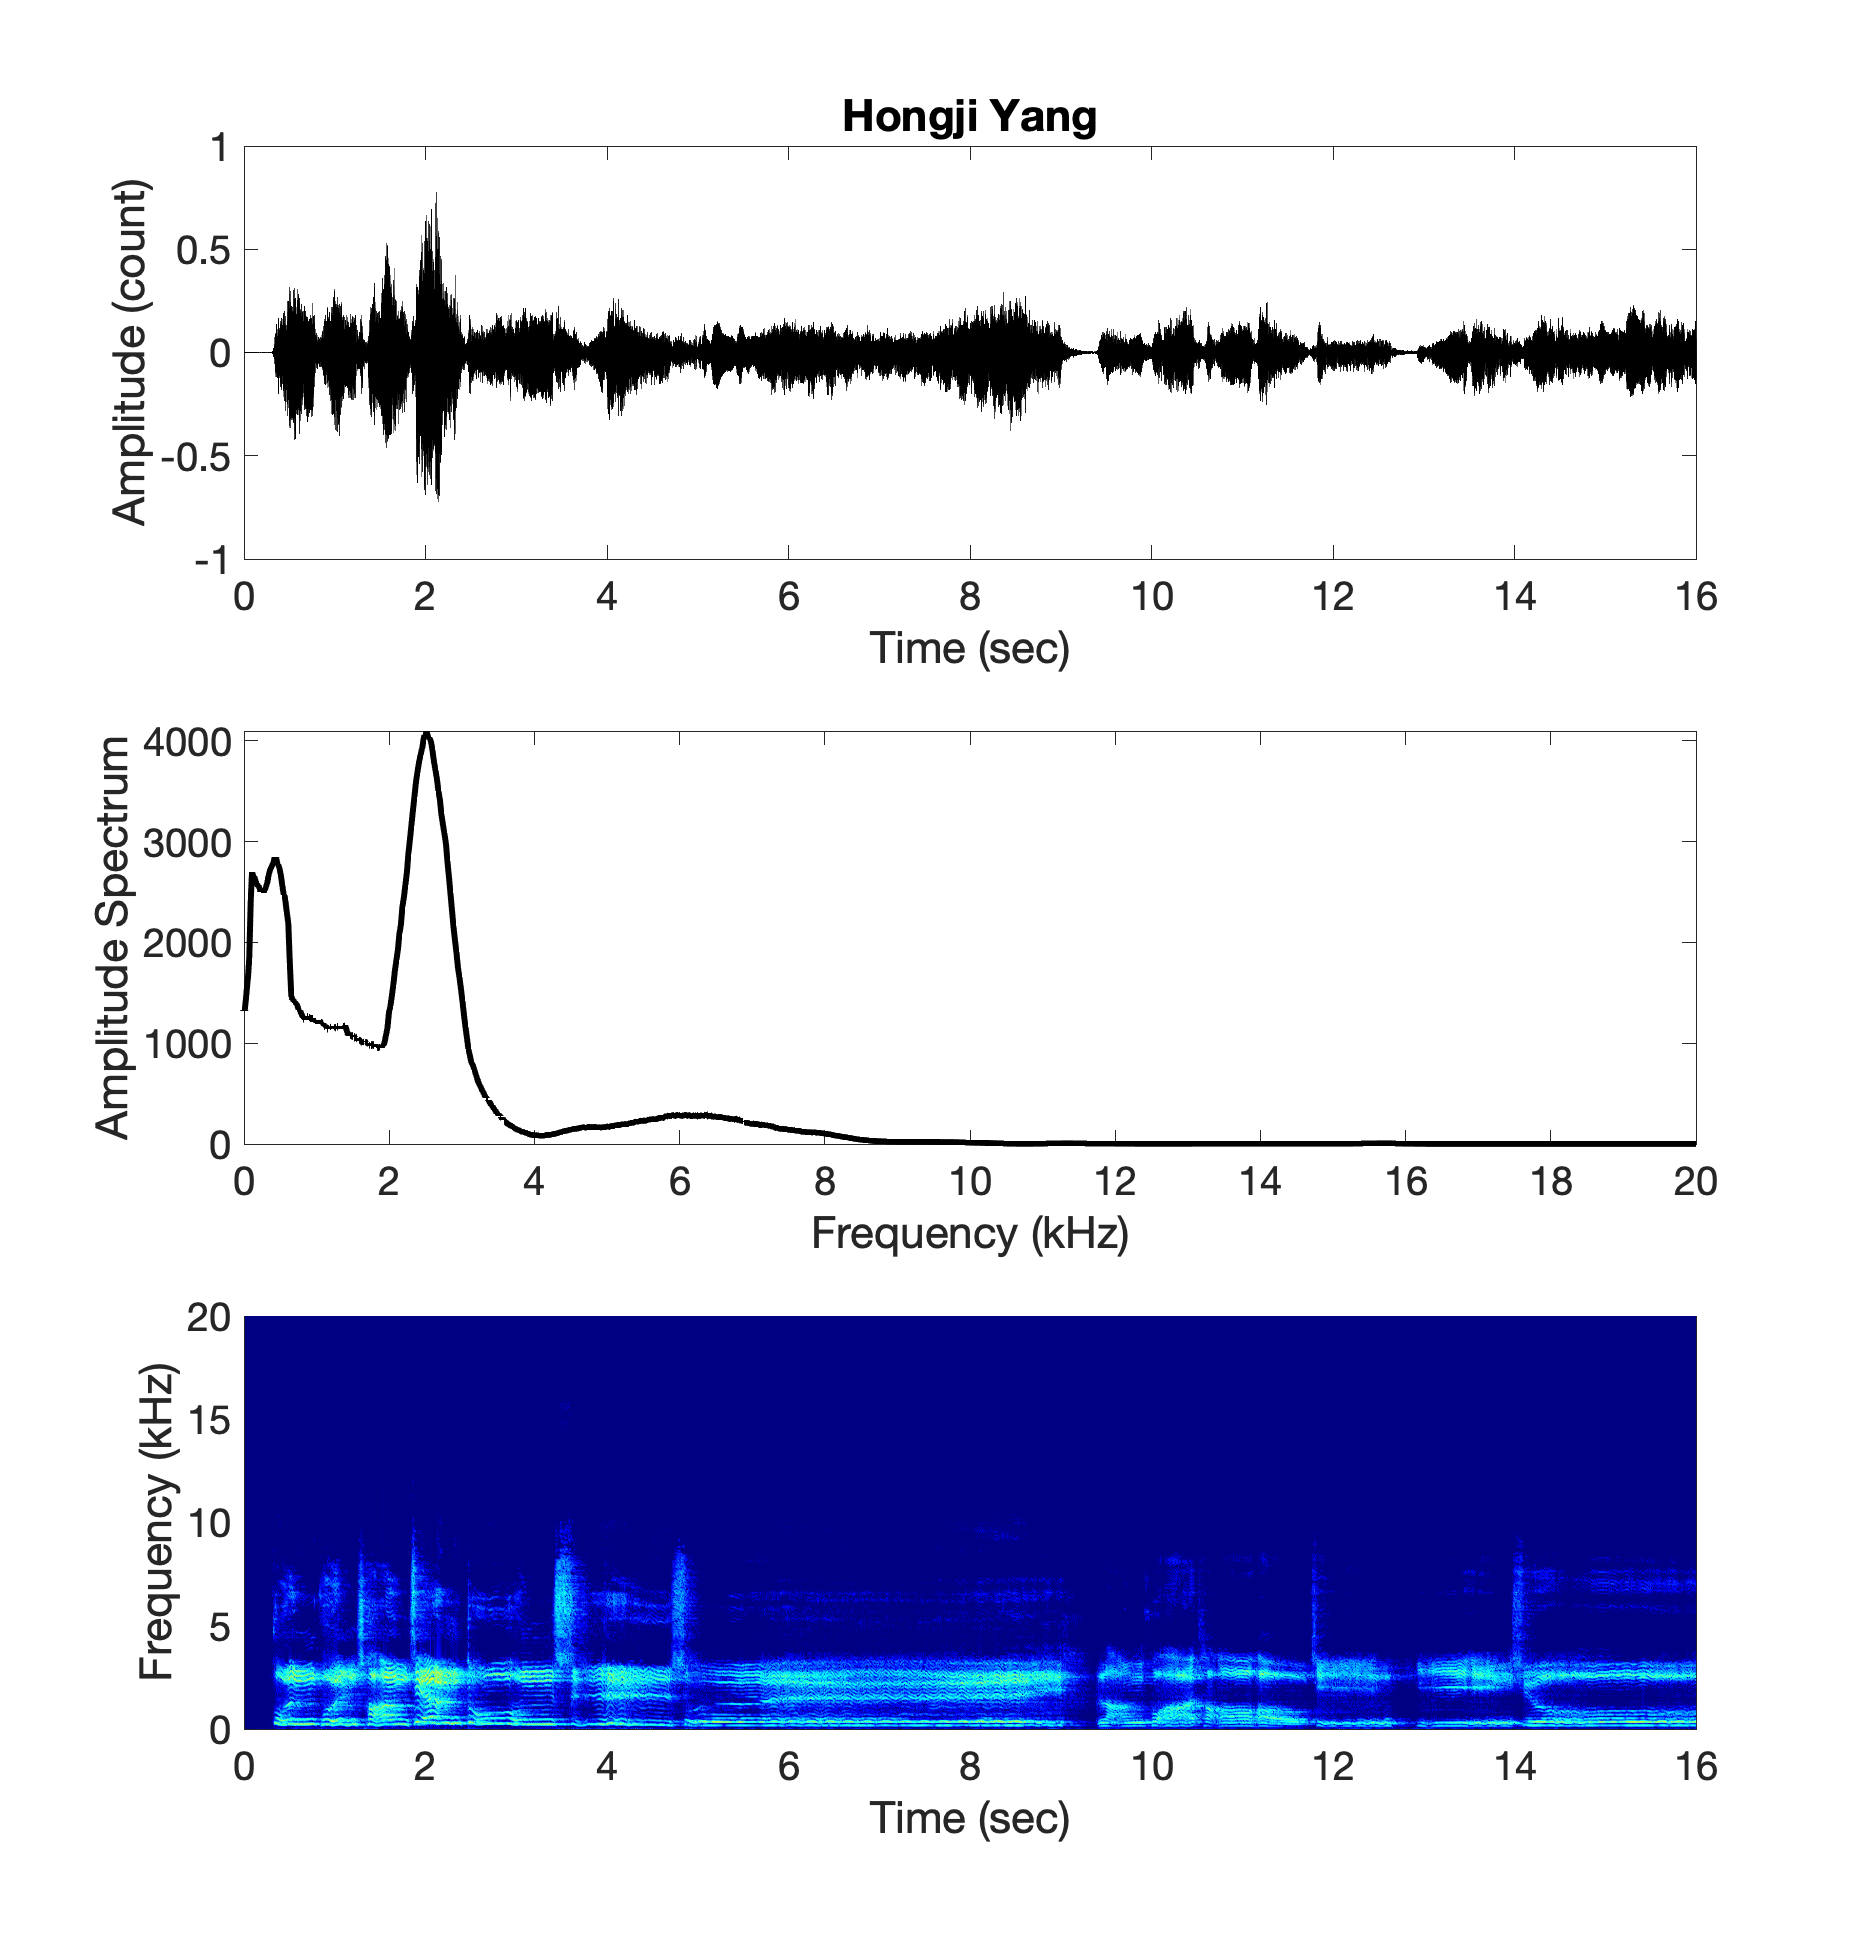 Hongji Yang
1
0.5
0
-0.5
-1
Amplitude (count)
0 2 4 6 8 10 12 14 16
Time (sec)
4000
3000
2000
1000
0
Amplitude Spectrum
0 2 4 6 8 10 12 14 16 18 20
Frequency (kHz)
20
15
10
5
0
Frequency (kHz)
0 2 4 6 8 10 12 14 16
Time (sec)